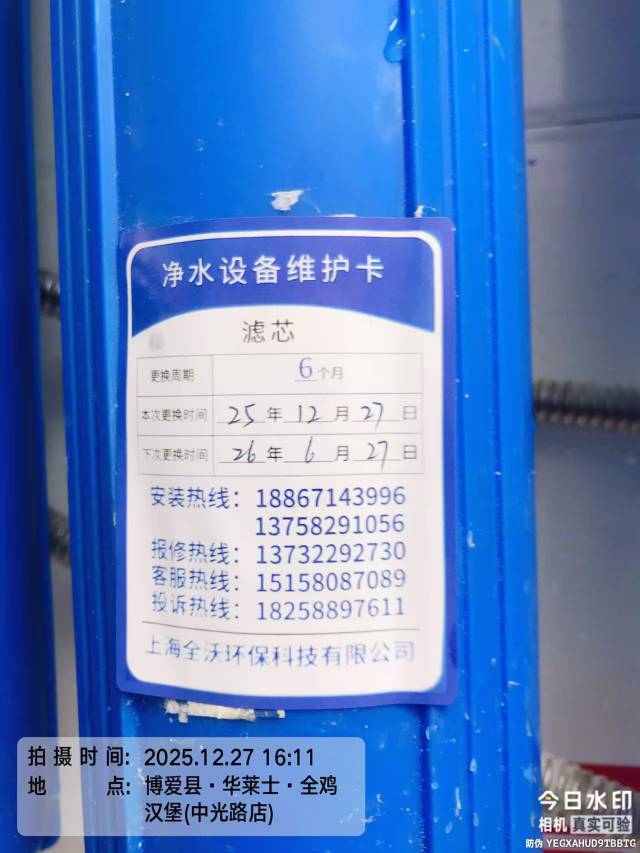 净水设备维护卡
滤芯
更换周期 6个月
本次更换时间 25年12月27日
下次更换时间 26年6月27日
安装热线：18867143996
13758291056
报修热线：13732292730
客服热线：15158087089
投诉热线：18258897611
上海全沃环保科技有限公司
拍摄时间：2025.12.27 16:11
地点：博爱县·华莱士·全鸡
汉堡(中光路店)
今日水印
相机 真实可验
防伪 YEGXAHUD9TBBTG